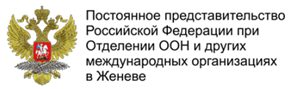 Постоянное представительство
Российской Федерации при
Отделении ООН и других
международных организациях
в Женеве